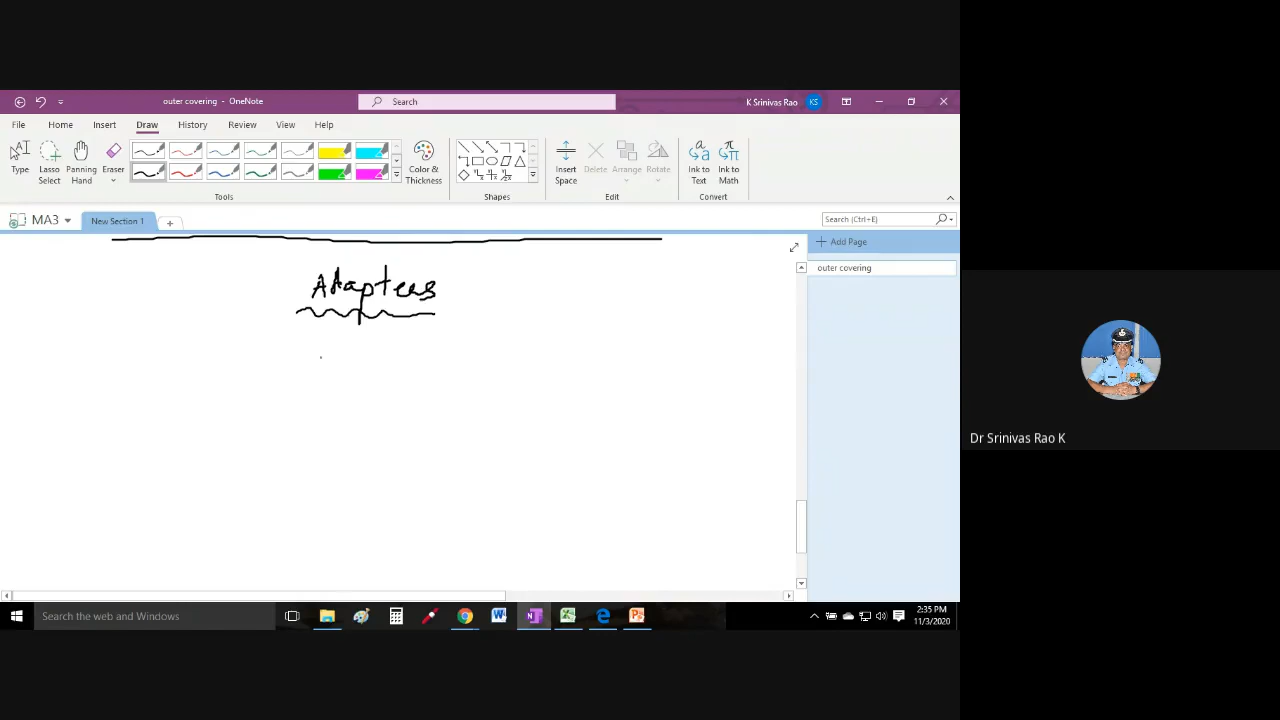 outer covering - OneNote
Search
K Srinivas Rao
KS
File Home Insert Draw History Review View Help
Type
Lasso Select
Panning Hand
Eraser
Color & Thickness
Insert Space
Delete
Arrange
Rotate
Ink to Text
Ink to Math
Tools
Shapes
Edit
Convert
MA3
New Section 1
Search (Ctrl+E)
Add Page
outer covering
Adapters
Dr Srinivas Rao K
Search the web and Windows
2:35 PM
11/3/2020